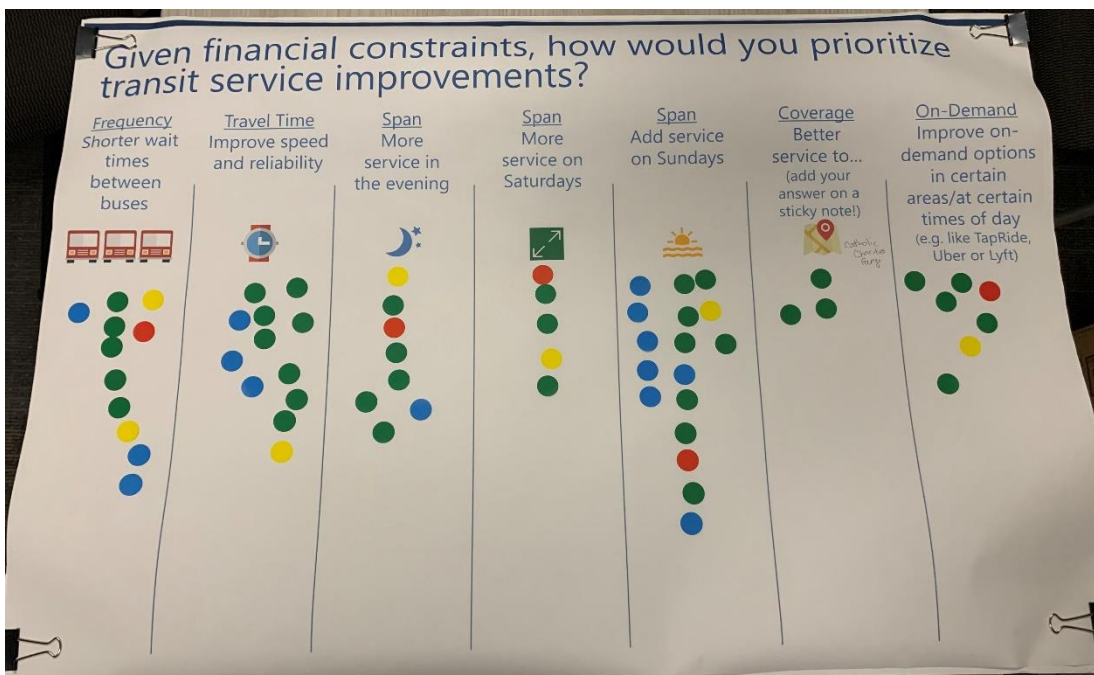 Given financial constraints, how would you prioritize
transit service improvements?
Frequency
Shorter wait
times
between
buses
Travel Time
Improve speed
and reliability
Span
More
service in
the evening
Span
More
service on
Saturdays
Span
Add service
on Sundays
Coverage
Better
service to...
(add your
answer on a
sticky note!)
Catholic
Charities
On-Demand
Improve on-
demand options
in certain
areas/at certain
times of day
(e.g. like TapRide,
Uber or Lyft)